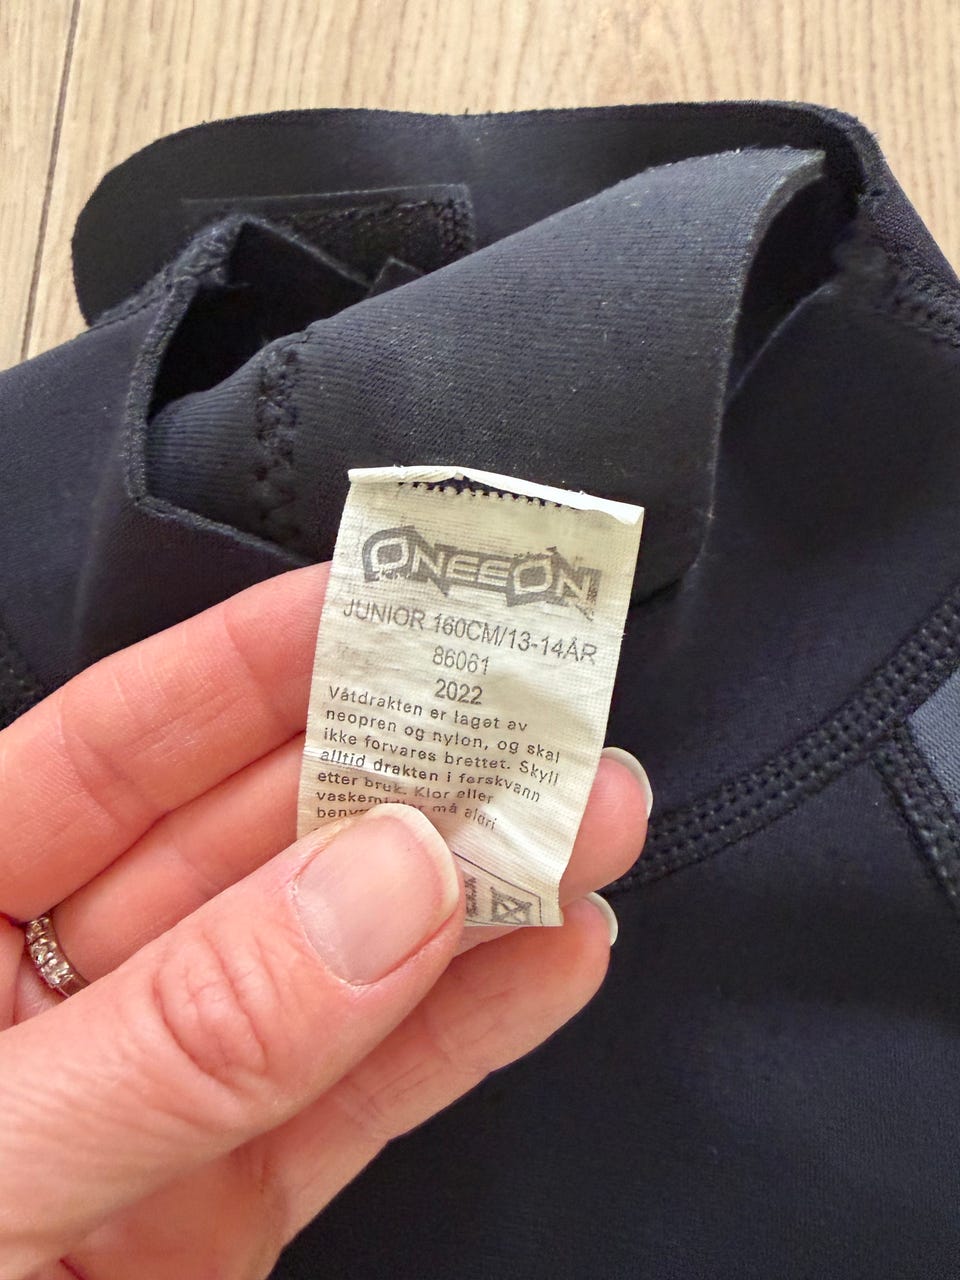 ONEEON
JUNIOR 160CM/13-14ÅR
86061
2022
Våtdrakten er laget av
neopren og nylon, og skal
ikke forvares brettet. Skyll
alltid drakten i ferskvann
etter bruk. Klor eller
må aldri